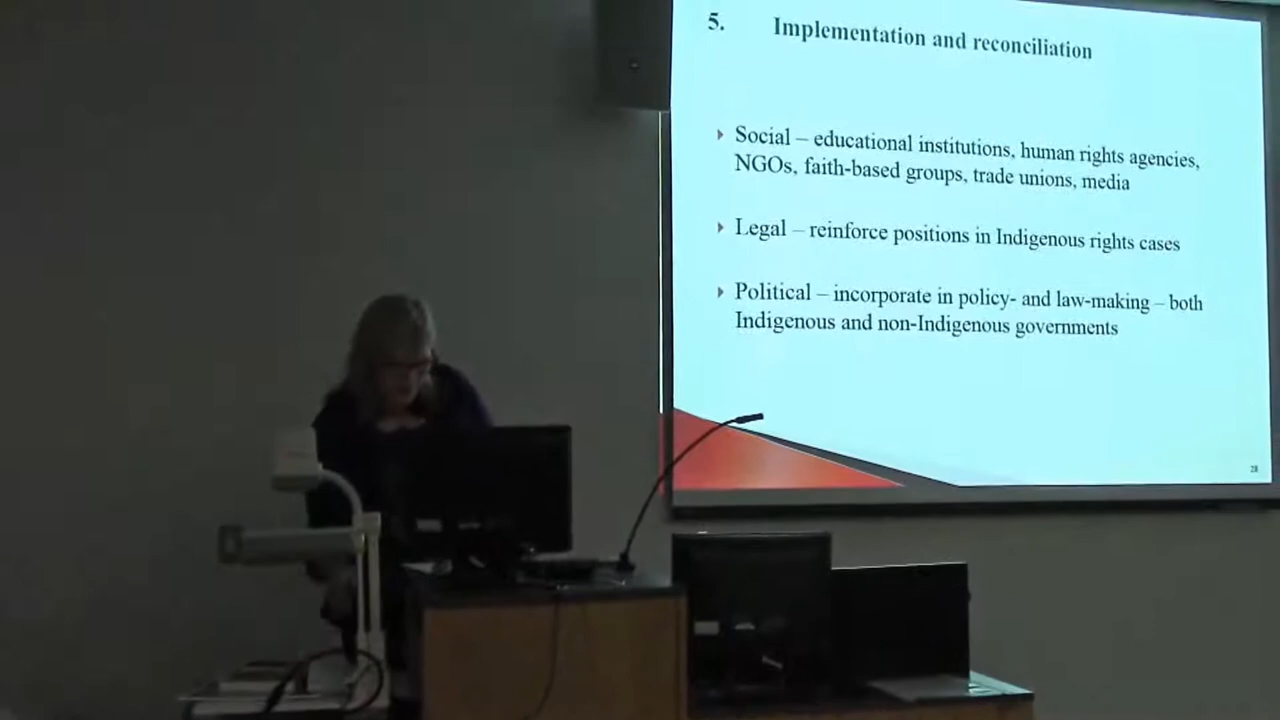 5. Implementation and reconciliation
Social – educational institutions, human rights agencies,
NGOs, faith-based groups, trade unions, media
Legal – reinforce positions in Indigenous rights cases
Political – incorporate in policy- and law-making – both
Indigenous and non-Indigenous governments
28